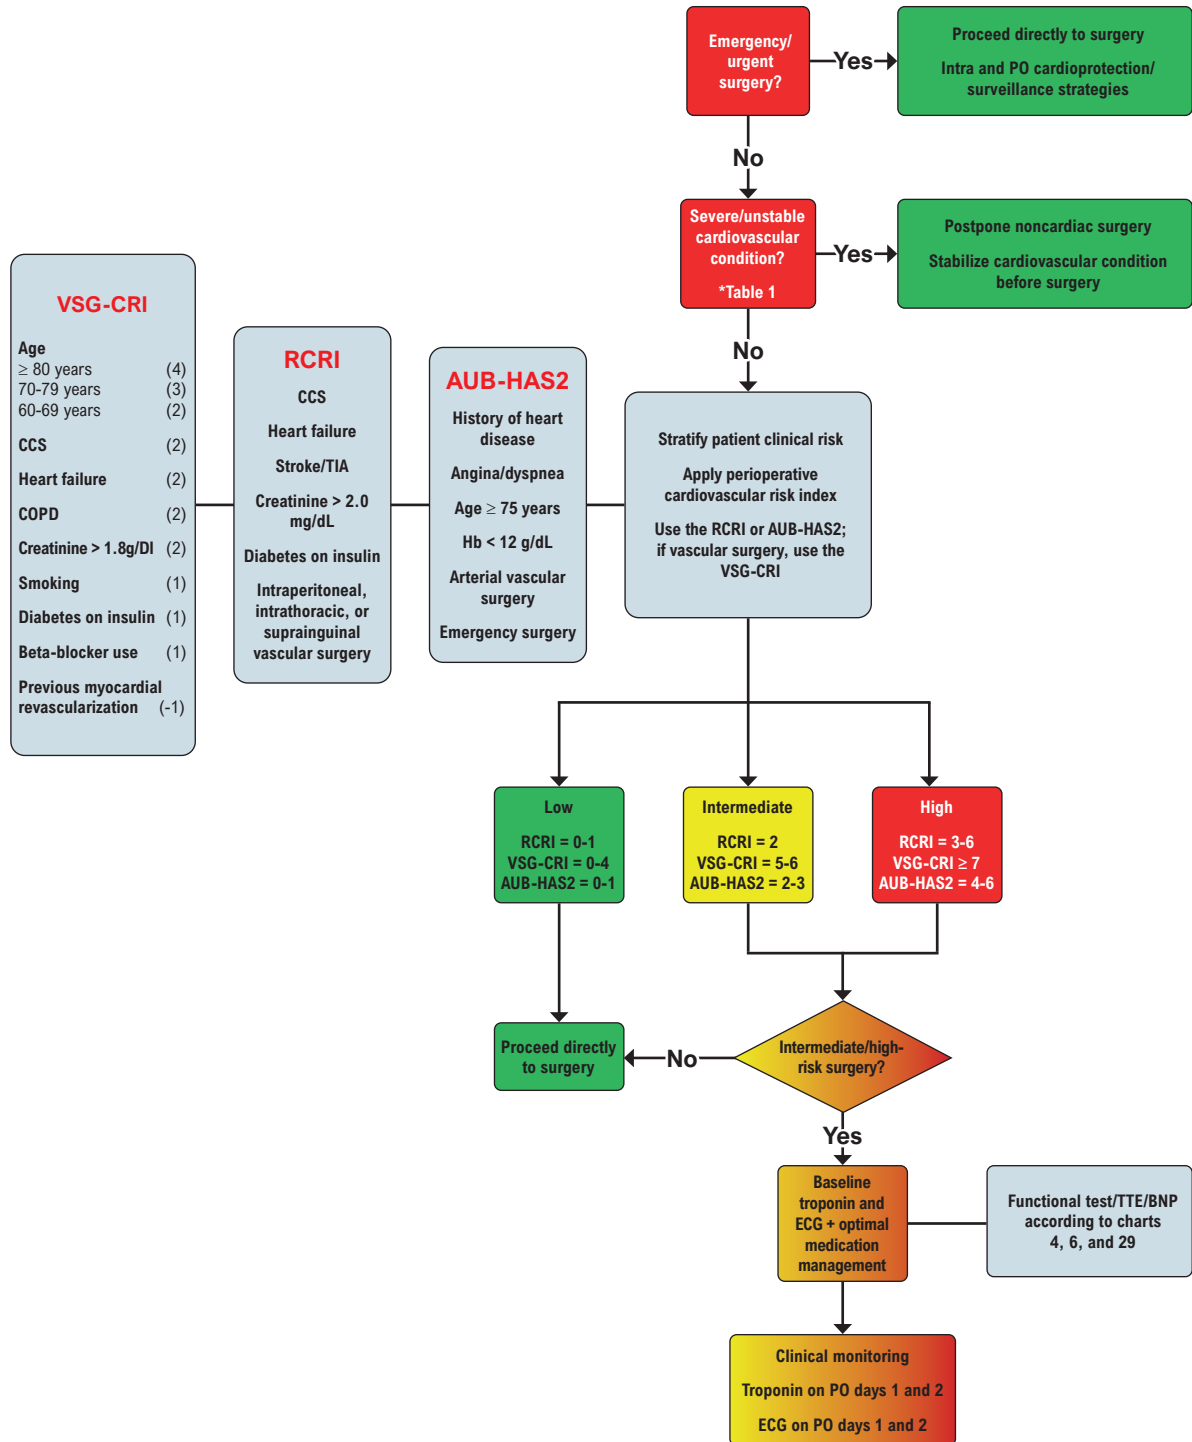 Emergency/
urgent
surgery?
Yes
Proceed directly to surgery
Intra and PO cardioprotection/
surveillance strategies
No
Severe/unstable
cardiovascular
condition?
*Table 1
Yes
Postpone noncardiac surgery
Stabilize cardiovascular condition
before surgery
No
VSG-CRI
Age
≥ 80 years (4)
70-79 years (3)
60-69 years (2)
CCS (2)
Heart failure (2)
COPD (2)
Creatinine > 1.8g/Dl (2)
Smoking (1)
Diabetes on insulin (1)
Beta-blocker use (1)
Previous myocardial
revascularization (-1)
RCRI
CCS
Heart failure
Stroke/TIA
Creatinine > 2.0
mg/dL
Diabetes on insulin
Intraperitoneal,
intrathoracic, or
suprainguinal
vascular surgery
AUB-HAS2
History of heart
disease
Angina/dyspnea
Age ≥ 75 years
Hb < 12 g/dL
Arterial vascular
surgery
Emergency surgery
Stratify patient clinical risk
Apply perioperative
cardiovascular risk index
Use the RCRI or AUB-HAS2;
if vascular surgery, use the
VSG-CRI
Low
RCRI = 0-1
VSG-CRI = 0-4
AUB-HAS2 = 0-1
Intermediate
RCRI = 2
VSG-CRI = 5-6
AUB-HAS2 = 2-3
High
RCRI = 3-6
VSG-CRI ≥ 7
AUB-HAS2 = 4-6
Proceed directly
to surgery
No
Intermediate/high-
risk surgery?
Yes
Baseline
troponin and
ECG + optimal
medication
management
Functional test/TTE/BNP
according to charts
4, 6, and 29
Clinical monitoring
Troponin on PO days 1 and 2
ECG on PO days 1 and 2